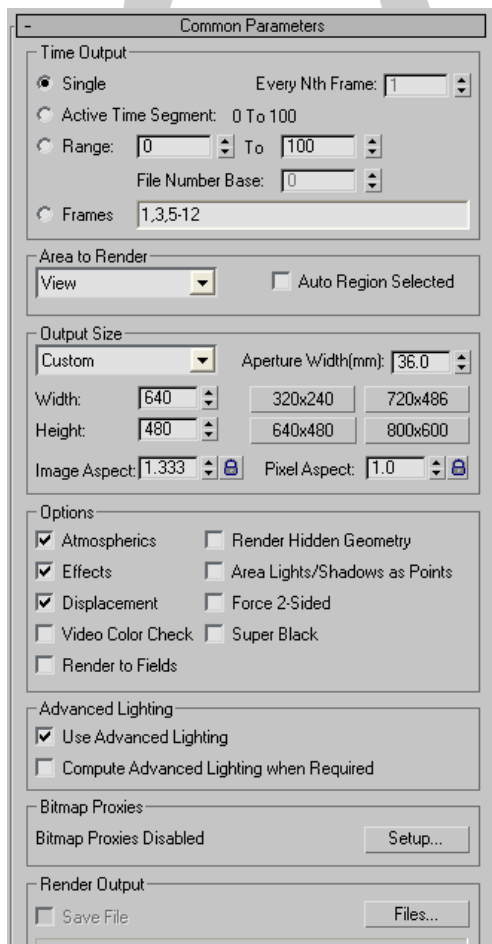 - Common Parameters
Time Output
Single Every Nth Frame: 1
Active Time Segment: 0 To 100
Range: 0 To 100
File Number Base: 0
Frames 1,3,5-12
Area to Render
View Auto Region Selected
Output Size
Custom Aperture Width(mm): 36.0
Width: 640 320x240 720x486
Height: 480 640x480 800x600
Image Aspect: 1.333 Pixel Aspect: 1.0
Options
Atmospherics Render Hidden Geometry
Effects Area Lights/Shadows as Points
Displacement Force 2-Sided
Video Color Check Super Black
Render to Fields
Advanced Lighting
Use Advanced Lighting
Compute Advanced Lighting when Required
Bitmap Proxies
Bitmap Proxies Disabled Setup...
Render Output
Save File Files...